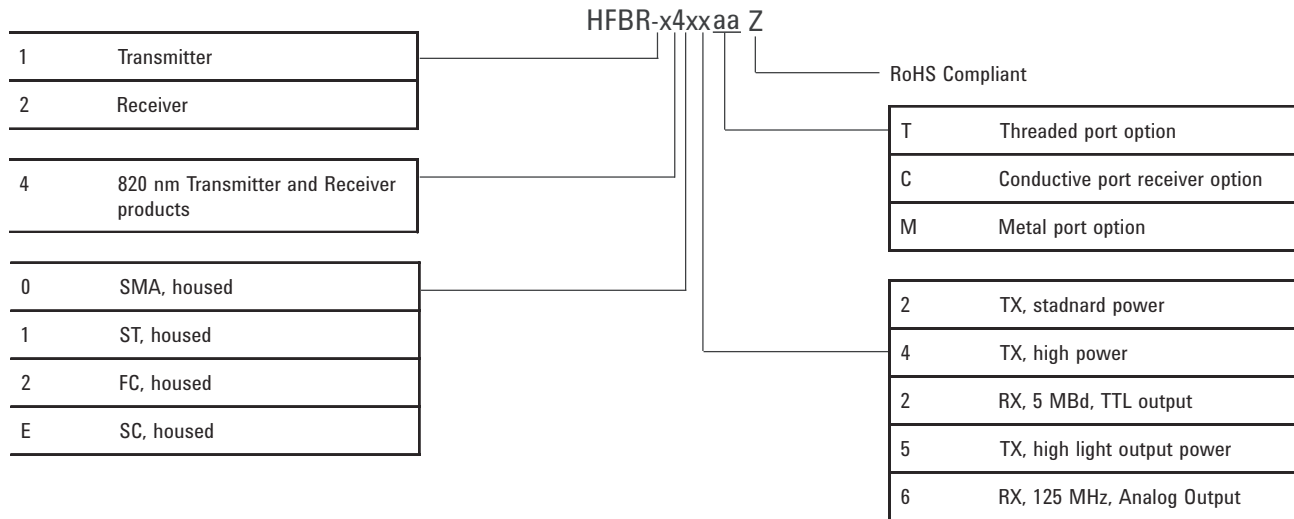 HFBR-x4xxaa Z
1 Transmitter
2 Receiver
4 820 nm Transmitter and Receiver
products
0 SMA, housed
1 ST, housed
2 FC, housed
E SC, housed
RoHS Compliant
T Threaded port option
C Conductive port receiver option
M Metal port option
2 TX, stadnard power
4 TX, high power
2 RX, 5 MBd, TTL output
5 TX, high light output power
6 RX, 125 MHz, Analog Output